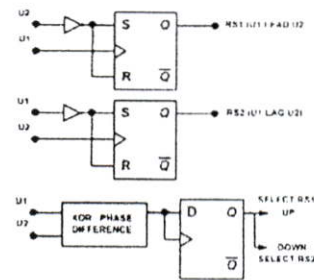 U2
S Q RS1 (U1 LEAD U2)
U1
R Q
U1
S Q RS2 (U1 LAG U2)
U2
R Q
SELECT RS1
U1 D Q UP
XOR PHASE
DIFFERENCE
U2 DOWN
Q SELECT RS2